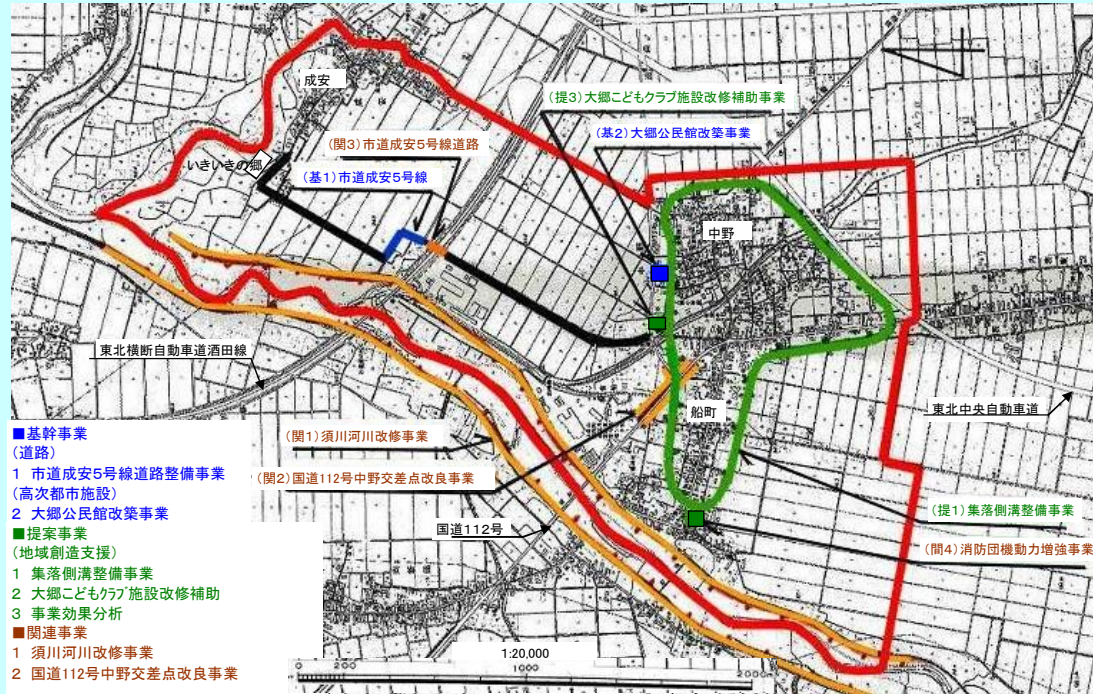 成安
(提3)大郷こどもクラブ施設改修補助事業
(基2)大郷公民館改築事業
(関3)市道成安5号線道路
いきいきの郷
(基1)市道成安5号線
中野
東北横断自動車道酒田線
船町
東北中央自動車道
(関1)須川河川改修事業
(関2)国道112号中野交差点改良事業
国道112号
(提1)集落側溝整備事業
(間4)消防団機動力増強事業
■基幹事業
(道路)
1 市道成安5号線道路整備事業
(高次都市施設)
2 大郷公民館改築事業
■提案事業
(地域創造支援)
1 集落側溝整備事業
2 大郷こどもクラブ施設改修補助
3 事業効果分析
■関連事業
1 須川河川改修事業
2 国道112号中野交差点改良事業
1:20,000
0 200 1000 2000